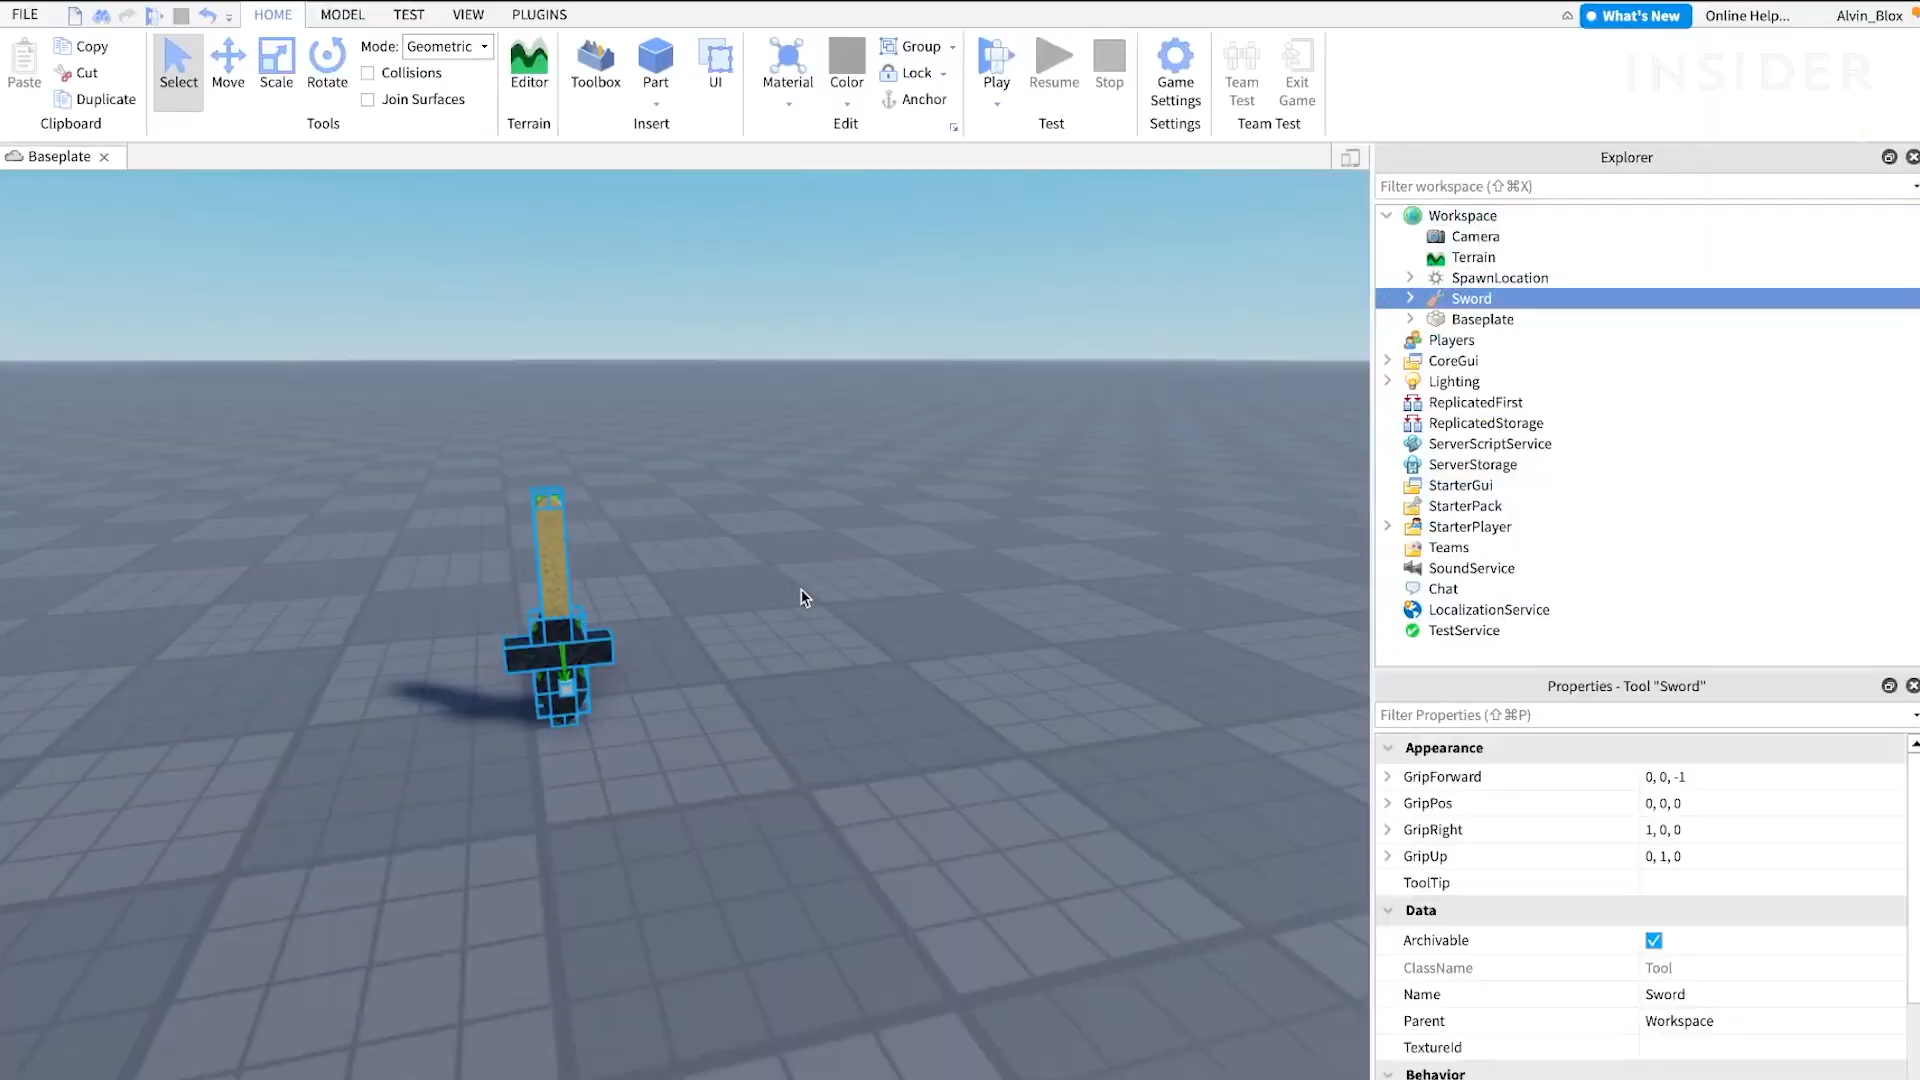 FILE HOME MODEL TEST VIEW PLUGINS What's New Online Help... Alvin_Blox
Paste Copy Cut Duplicate
Clipboard
Select Move Scale Rotate
Mode: Geometric
Collisions
Join Surfaces
Tools
Editor
Terrain
Toolbox Part UI
Insert
Material Color
Group
Lock
Anchor
Edit
Play Resume Stop
Test
Game Settings
Settings
Team Test Exit Game
Team Test
INSIDER
Baseplate
Explorer
Filter workspace (⇧⌘X)
Workspace
Camera
Terrain
SpawnLocation
Sword
Baseplate
Players
CoreGui
Lighting
ReplicatedFirst
ReplicatedStorage
ServerScriptService
ServerStorage
StarterGui
StarterPack
StarterPlayer
Teams
SoundService
Chat
LocalizationService
TestService
Properties - Tool "Sword"
Filter Properties (⇧⌘P)
Appearance
GripForward 0, 0, -1
GripPos 0, 0, 0
GripRight 1, 0, 0
GripUp 0, 1, 0
ToolTip
Data
Archivable
ClassName Tool
Name Sword
Parent Workspace
TextureId
Behavior